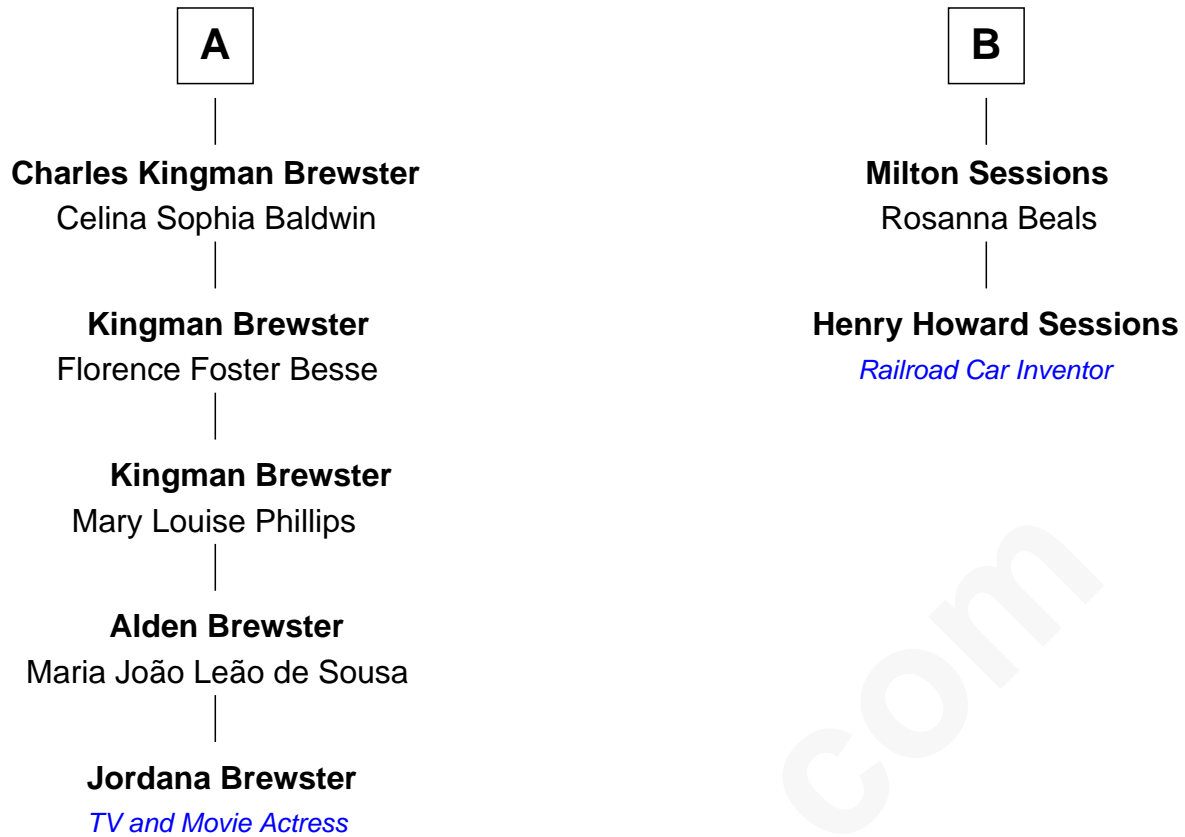 A
Charles Kingman Brewster
Celina Sophia Baldwin
Kingman Brewster
Florence Foster Besse
Kingman Brewster
Mary Louise Phillips
Alden Brewster
Maria João Leão de Sousa
Jordana Brewster
TV and Movie Actress
B
Milton Sessions
Rosanna Beals
Henry Howard Sessions
Railroad Car Inventor
com